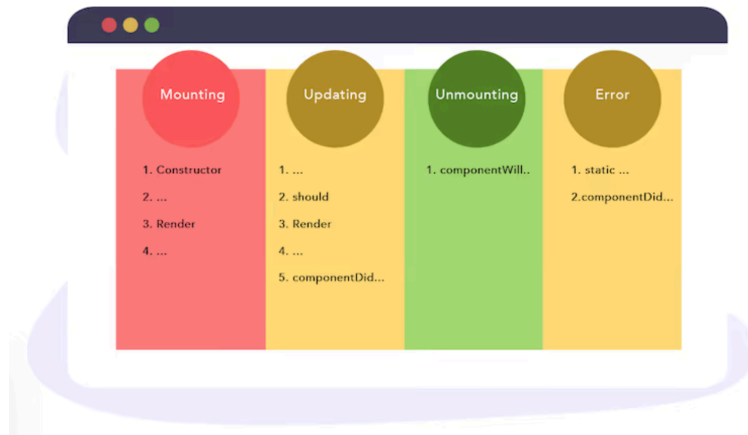 Mounting
1. Constructor
2. ...
3. Render
4. ...
Updating
1. ...
2. should
3. Render
4. ...
5. componentDid...
Unmounting
1. componentWill..
Error
1. static ...
2.componentDid...